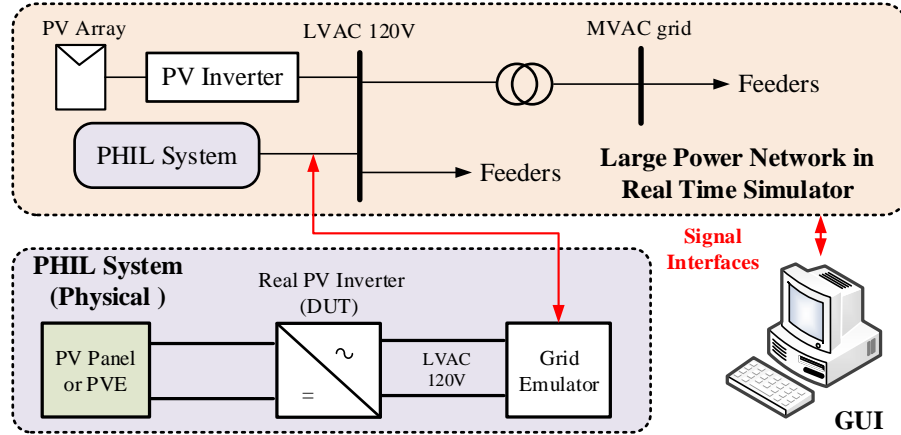 PV Array
LVAC 120V
MVAC grid
PV Inverter
Feeders
PHIL System
Feeders
Large Power Network in
Real Time Simulator
Signal
Interfaces
PHIL System
(Physical )
Real PV Inverter
(DUT)
PV Panel
or PVE
~
=
LVAC
120V
Grid
Emulator
GUI